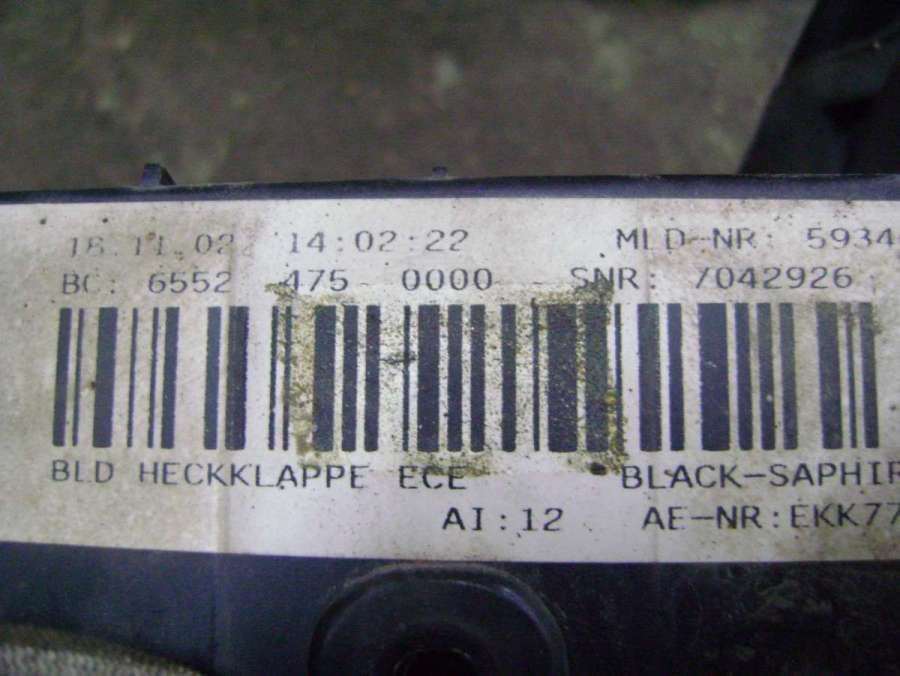 18.11.02 14:02:22 MLD-NR: 5934
BC: 6552 475 0000 SNR: 7042926
BLD HECKKLAPPE ECE BLACK-SAPHIR
AI:12 AE-NR:EKK77